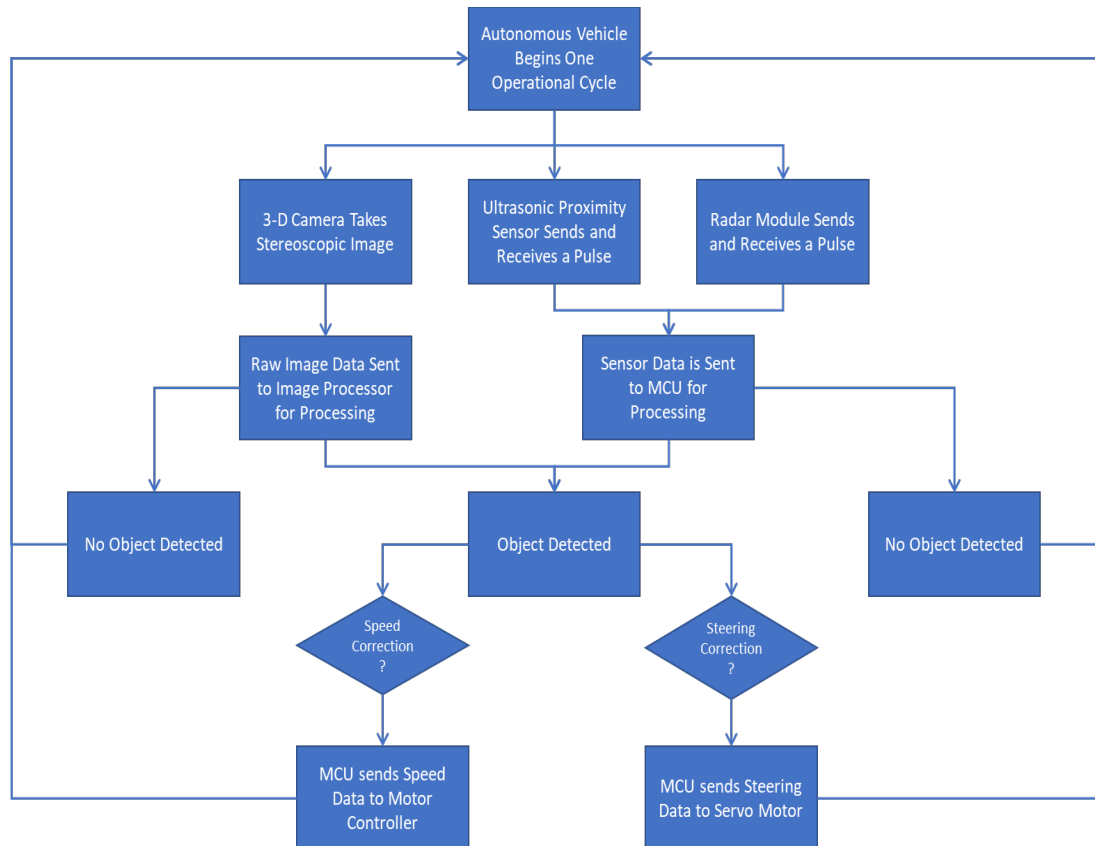 Autonomous Vehicle
Begins One
Operational Cycle
3-D Camera Takes
Stereoscopic Image
Ultrasonic Proximity
Sensor Sends and
Receives a Pulse
Radar Module Sends
and Receives a Pulse
Raw Image Data Sent
to Image Processor
for Processing
Sensor Data is Sent
to MCU for
Processing
No Object Detected
Object Detected
No Object Detected
Speed
Correction
?
Steering
Correction
?
MCU sends Speed
Data to Motor
Controller
MCU sends Steering
Data to Servo Motor